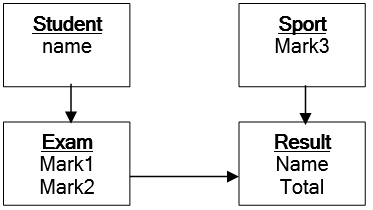 Student
name
Sport
Mark3
Exam
Mark1
Mark2
Result
Name
Total